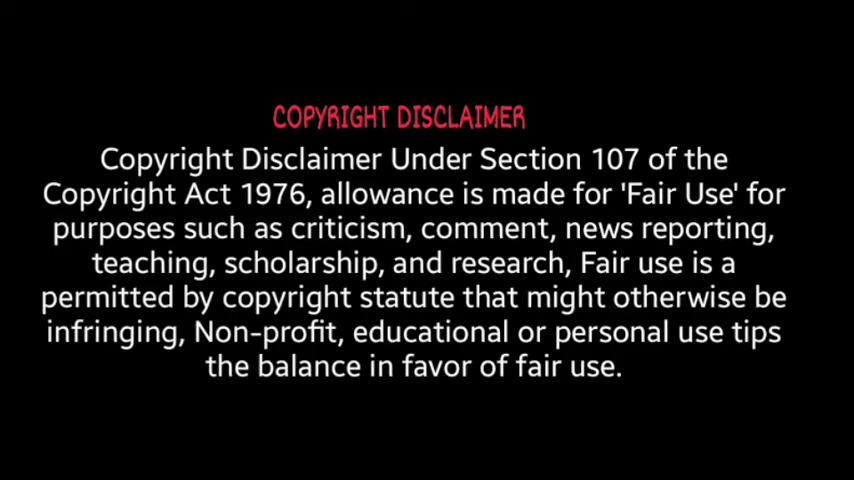 COPYRIGHT DISCLAIMER
Copyright Disclaimer Under Section 107 of the
Copyright Act 1976, allowance is made for 'Fair Use' for
purposes such as criticism, comment, news reporting,
teaching, scholarship, and research, Fair use is a
permitted by copyright statute that might otherwise be
infringing, Non-profit, educational or personal use tips
the balance in favor of fair use.